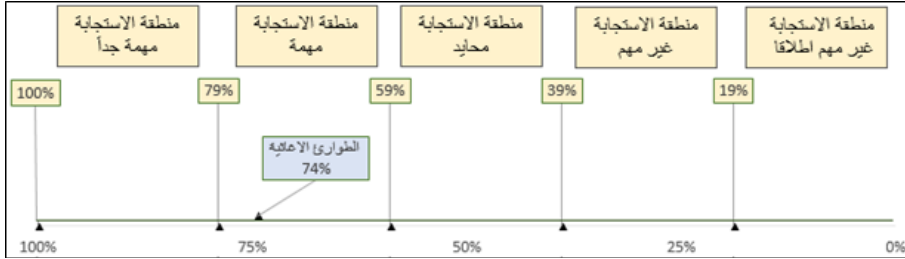 منطقة الاستجابة
مهمة جداً
منطقة الاستجابة
مهمة
منطقة الاستجابة
محايد
منطقة الاستجابة
غير مهم
منطقة الاستجابة
غير مهم اطلاقا
100%
79%
59%
39%
19%
الطوارئ الاغاثية
74%
100%
75%
50%
25%
0%